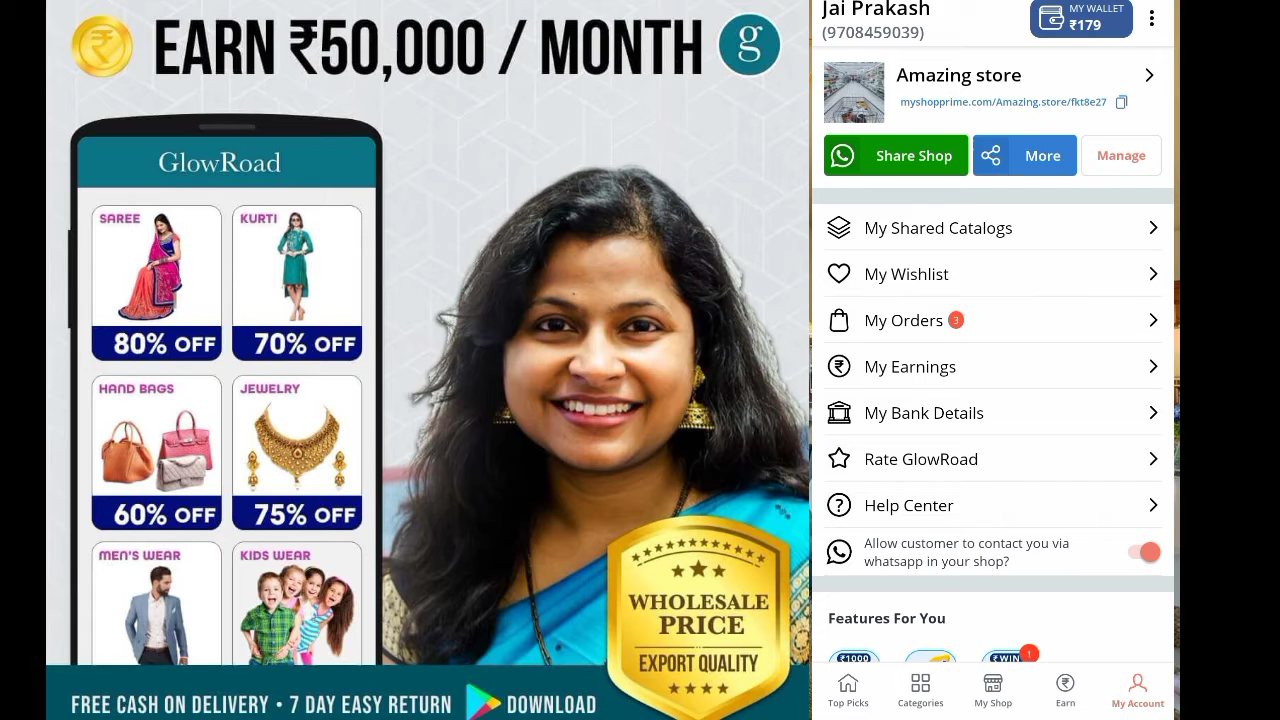 EARN ₹50,000 / MONTH
g
GlowRoad
SAREE
80% OFF
KURTI
70% OFF
HAND BAGS
60% OFF
JEWELRY
75% OFF
MEN'S WEAR
KIDS WEAR
WHOLESALE
PRICE
EXPORT QUALITY
FREE CASH ON DELIVERY • 7 DAY EASY RETURN
DOWNLOAD
Jai Prakash
(9708459039)
MY WALLET
₹179
Amazing store
myshopprime.com/Amazing.store/fkt8e27
Share Shop
More
Manage
My Shared Catalogs
My Wishlist
My Orders 3
My Earnings
My Bank Details
Rate GlowRoad
Help Center
Allow customer to contact you via
whatsapp in your shop?
Features For You
₹1000
₹WIN
1
Top Picks
Categories
My Shop
Earn
My Account